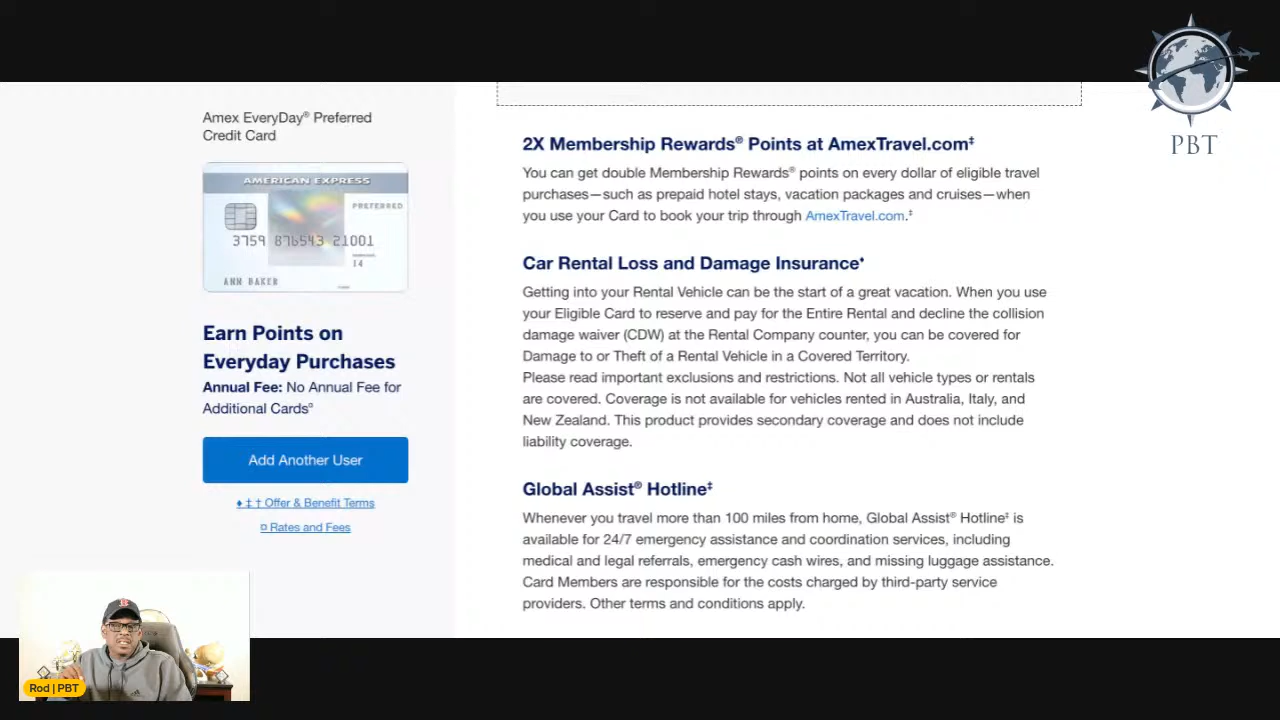 PBT
Amex EveryDay® Preferred
Credit Card
AMERICAN EXPRESS
PREFERRED
3759 876543 21001
14
ANN BAKER
Earn Points on
Everyday Purchases
Annual Fee: No Annual Fee for
Additional Cards¤
Add Another User
♦ ‡ † Offer & Benefit Terms
¤ Rates and Fees
2X Membership Rewards® Points at AmexTravel.com‡
You can get double Membership Rewards® points on every dollar of eligible travel
purchases—such as prepaid hotel stays, vacation packages and cruises—when
you use your Card to book your trip through AmexTravel.com.‡
Car Rental Loss and Damage Insurance♦
Getting into your Rental Vehicle can be the start of a great vacation. When you use
your Eligible Card to reserve and pay for the Entire Rental and decline the collision
damage waiver (CDW) at the Rental Company counter, you can be covered for
Damage to or Theft of a Rental Vehicle in a Covered Territory.
Please read important exclusions and restrictions. Not all vehicle types or rentals
are covered. Coverage is not available for vehicles rented in Australia, Italy, and
New Zealand. This product provides secondary coverage and does not include
liability coverage.
Global Assist® Hotline‡
Whenever you travel more than 100 miles from home, Global Assist® Hotline‡ is
available for 24/7 emergency assistance and coordination services, including
medical and legal referrals, emergency cash wires, and missing luggage assistance.
Card Members are responsible for the costs charged by third-party service
providers. Other terms and conditions apply.
B
Rod | PBT